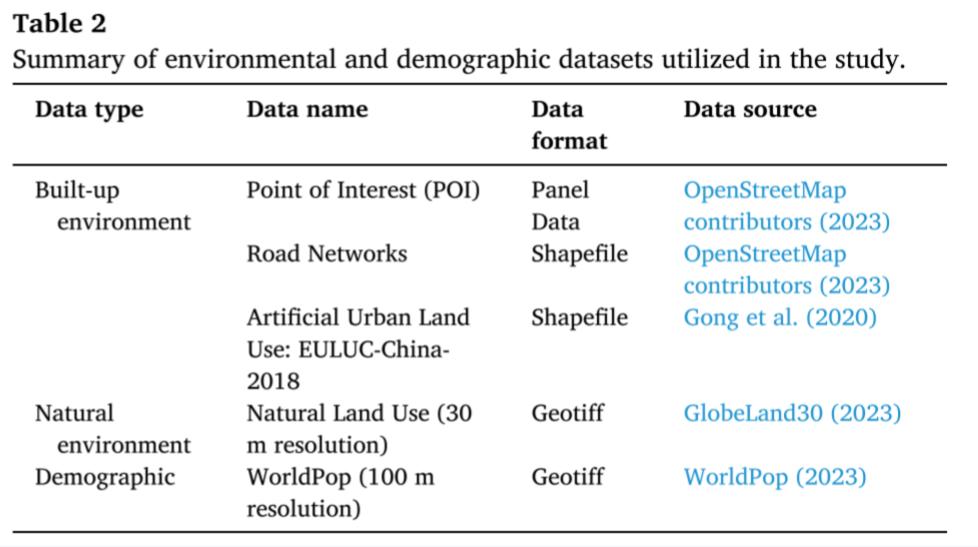 Table 2
Summary of environmental and demographic datasets utilized in the study.
Data type Data name Data format Data source
Built-up environment Point of Interest (POI) Panel Data OpenStreetMap contributors (2023)
Road Networks Shapefile OpenStreetMap contributors (2023)
Artificial Urban Land Use: EULUC-China-2018 Shapefile Gong et al. (2020)
Natural environment Natural Land Use (30 m resolution) Geotiff GlobeLand30 (2023)
Demographic WorldPop (100 m resolution) Geotiff WorldPop (2023)